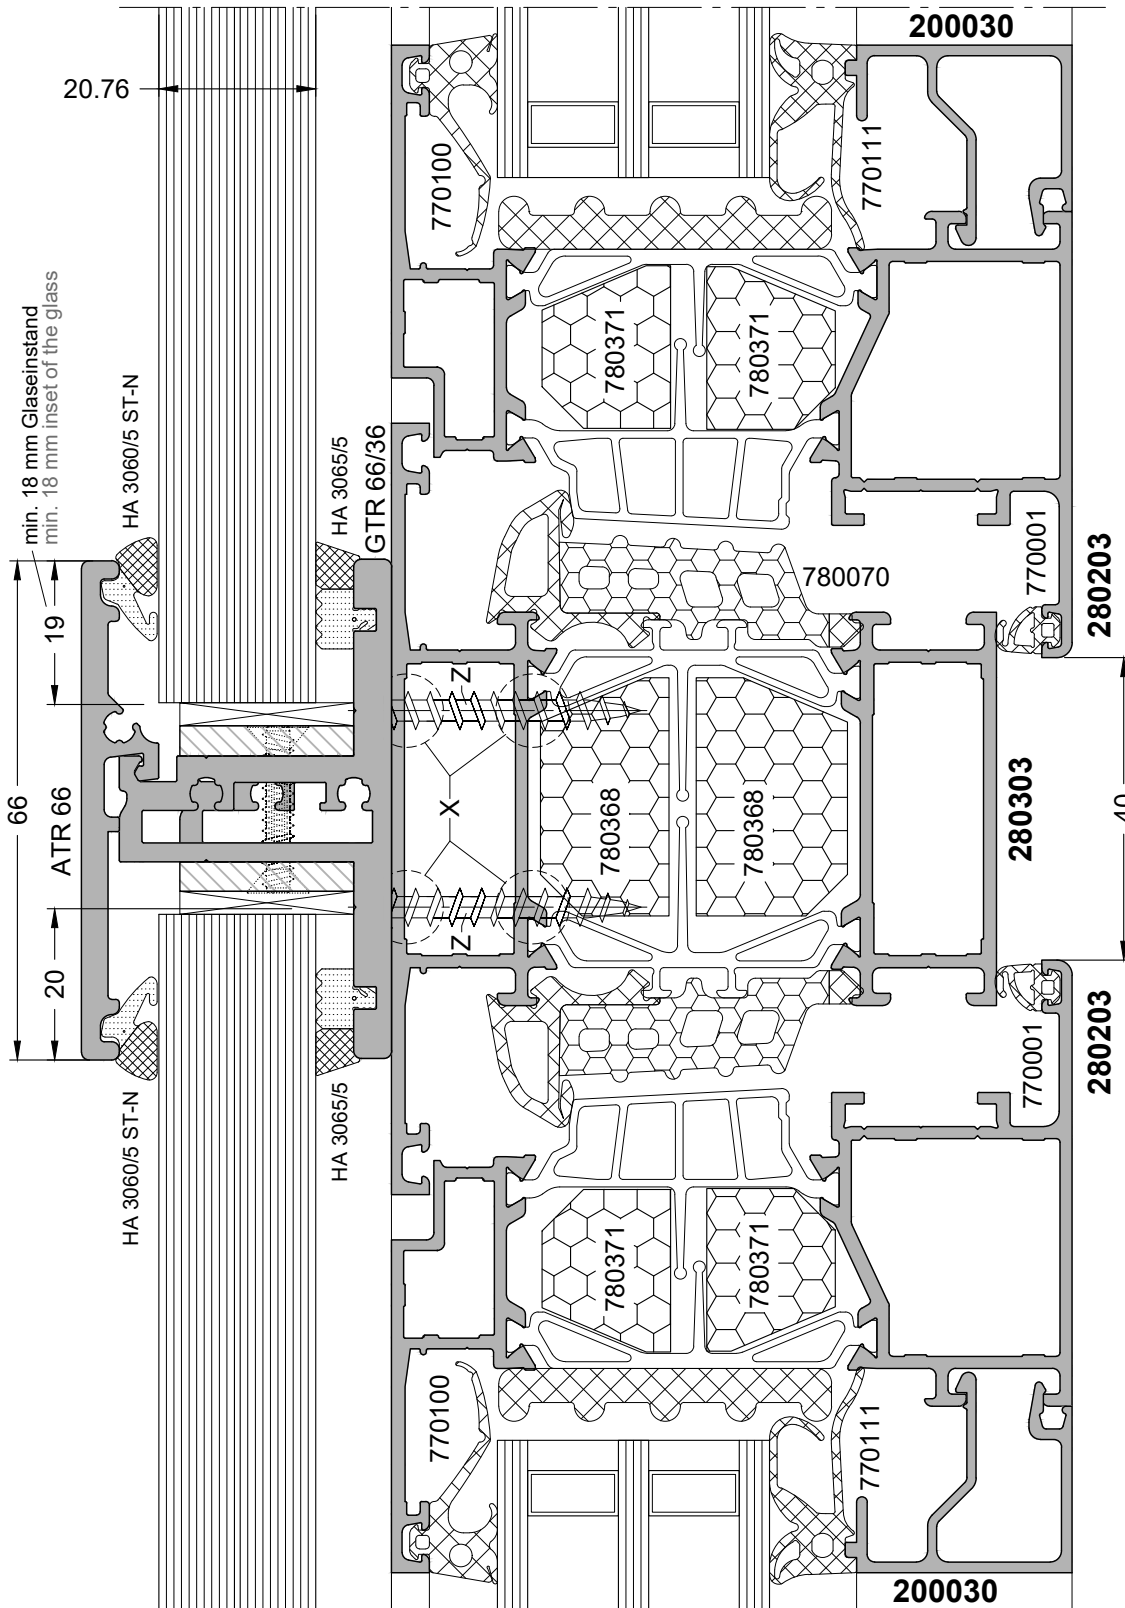 200030
20.76
770100
770111
min. 18 mm Glaseinstand
min. 18 mm inset of the glass
HA 3060/5 ST-N
HA 3065/5
GTR 66/36
780371
780371
780070
770001
280203
19
66
ATR 66
20
Z
X
Z
780368
780368
280303
40
HA 3060/5 ST-N
HA 3065/5
770001
280203
780371
780371
770100
770111
200030